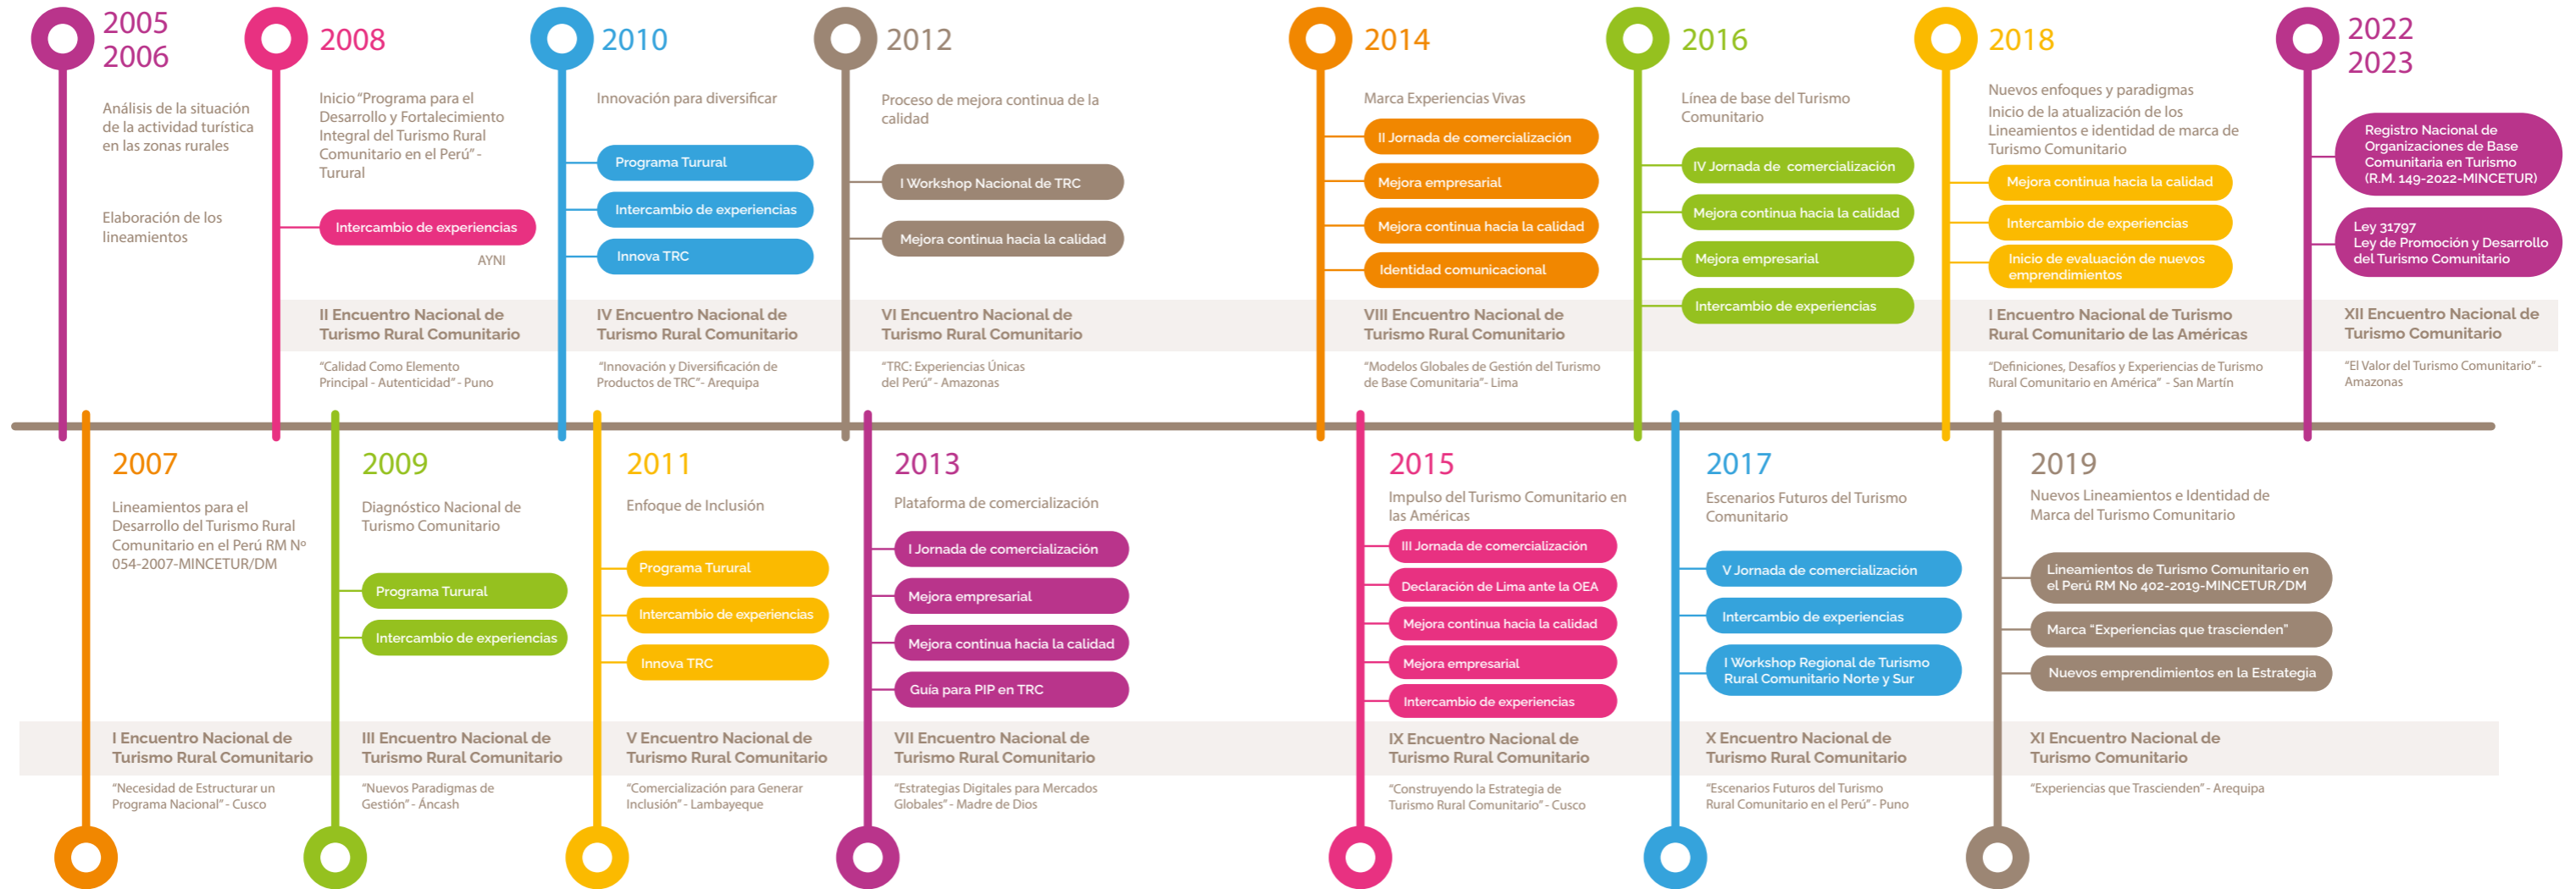 2005
2006
Análisis de la situación
de la actividad turística
en las zonas rurales
Elaboración de los
lineamientos
2008
Inicio “Programa para el
Desarrollo y Fortalecimiento
Integral del Turismo Rural
Comunitario en el Perú” -
Turural
Intercambio de experiencias
AYNI
II Encuentro Nacional de
Turismo Rural Comunitario
“Calidad Como Elemento
Principal - Autenticidad” - Puno
2010
Innovación para diversificar
Programa Turural
Intercambio de experiencias
Innova TRC
IV Encuentro Nacional de
Turismo Rural Comunitario
“Innovación y Diversificación de
Productos de TRC”- Arequipa
2012
Proceso de mejora continua de la
calidad
I Workshop Nacional de TRC
Mejora continua hacia la calidad
VI Encuentro Nacional de
Turismo Rural Comunitario
“TRC: Experiencias Únicas
del Perú” - Amazonas
2014
Marca Experiencias Vivas
II Jornada de comercialización
Mejora empresarial
Mejora continua hacia la calidad
Identidad comunicacional
VIII Encuentro Nacional de
Turismo Rural Comunitario
“Modelos Globales de Gestión del Turismo
de Base Comunitaria”- Lima
2016
Línea de base del Turismo
Comunitario
IV Jornada de comercialización
Mejora continua hacia la calidad
Mejora empresarial
Intercambio de experiencias
2018
Nuevos enfoques y paradigmas
Inicio de la atualización de los
Lineamientos e identidad de marca de
Turismo Comunitario
Mejora continua hacia la calidad
Intercambio de experiencias
Inicio de evaluación de nuevos
emprendimientos
I Encuentro Nacional de Turismo
Rural Comunitario de las Américas
“Definiciones, Desafíos y Experiencias de Turismo
Rural Comunitario en América” - San Martín
2022
2023
Registro Nacional de
Organizaciones de Base
Comunitaria en Turismo
(R.M. 149-2022-MINCETUR)
Ley 31797
Ley de Promoción y Desarrollo
del Turismo Comunitario
XII Encuentro Nacional de
Turismo Comunitario
“El Valor del Turismo Comunitario” -
Amazonas
2007
Lineamientos para el
Desarrollo del Turismo Rural
Comunitario en el Perú RM Nº
054-2007-MINCETUR/DM
I Encuentro Nacional de
Turismo Rural Comunitario
“Necesidad de Estructurar un
Programa Nacional” - Cusco
2009
Diagnóstico Nacional de
Turismo Comunitario
Programa Turural
Intercambio de experiencias
III Encuentro Nacional de
Turismo Rural Comunitario
“Nuevos Paradigmas de
Gestión” - Áncash
2011
Enfoque de Inclusión
Programa Turural
Intercambio de experiencias
Innova TRC
V Encuentro Nacional de
Turismo Rural Comunitario
“Comercialización para Generar
Inclusión” - Lambayeque
2013
Plataforma de comercialización
I Jornada de comercialización
Mejora empresarial
Mejora continua hacia la calidad
Guía para PIP en TRC
VII Encuentro Nacional de
Turismo Rural Comunitario
“Estrategias Digitales para Mercados
Globales” - Madre de Dios
2015
Impulso del Turismo Comunitario en
las Américas
III Jornada de comercialización
Declaración de Lima ante la OEA
Mejora continua hacia la calidad
Mejora empresarial
Intercambio de experiencias
IX Encuentro Nacional de
Turismo Rural Comunitario
“Construyendo la Estrategia de
Turismo Rural Comunitario” - Cusco
2017
Escenarios Futuros del Turismo
Comunitario
V Jornada de comercialización
Intercambio de experiencias
I Workshop Regional de Turismo
Rural Comunitario Norte y Sur
X Encuentro Nacional de
Turismo Rural Comunitario
“Escenarios Futuros del Turismo
Rural Comunitario en el Perú” - Puno
2019
Nuevos Lineamientos e Identidad de
Marca del Turismo Comunitario
Lineamientos de Turismo Comunitario en
el Perú RM No 402-2019-MINCETUR/DM
Marca “Experiencias que trascienden”
Nuevos emprendimientos en la Estrategia
XI Encuentro Nacional de
Turismo Comunitario
“Experiencias que Trascienden” - Arequipa